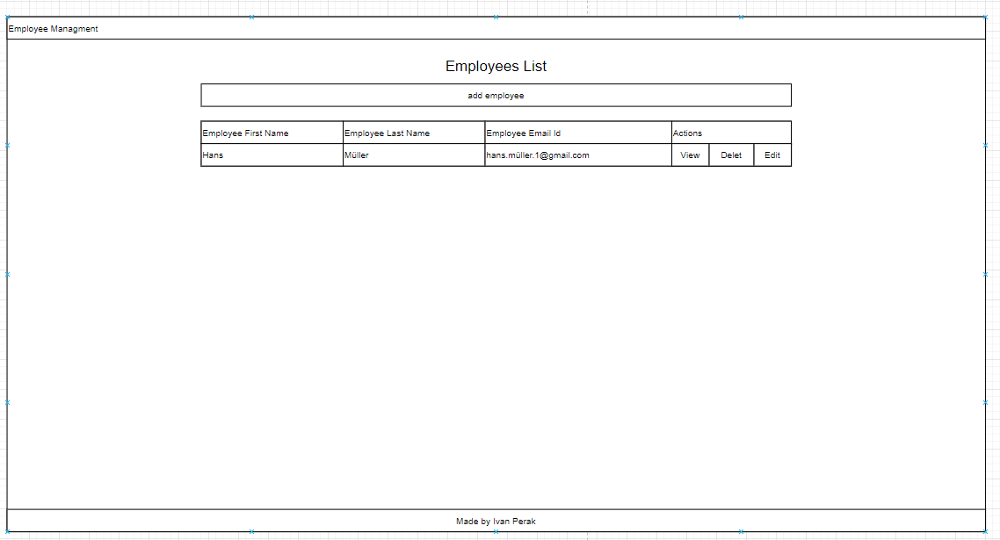 Employee Managment
Employees List
add employee
Employee First Name Employee Last Name Employee Email Id Actions
Hans Müller hans.müller.1@gmail.com View Delet Edit
Made by Ivan Perak